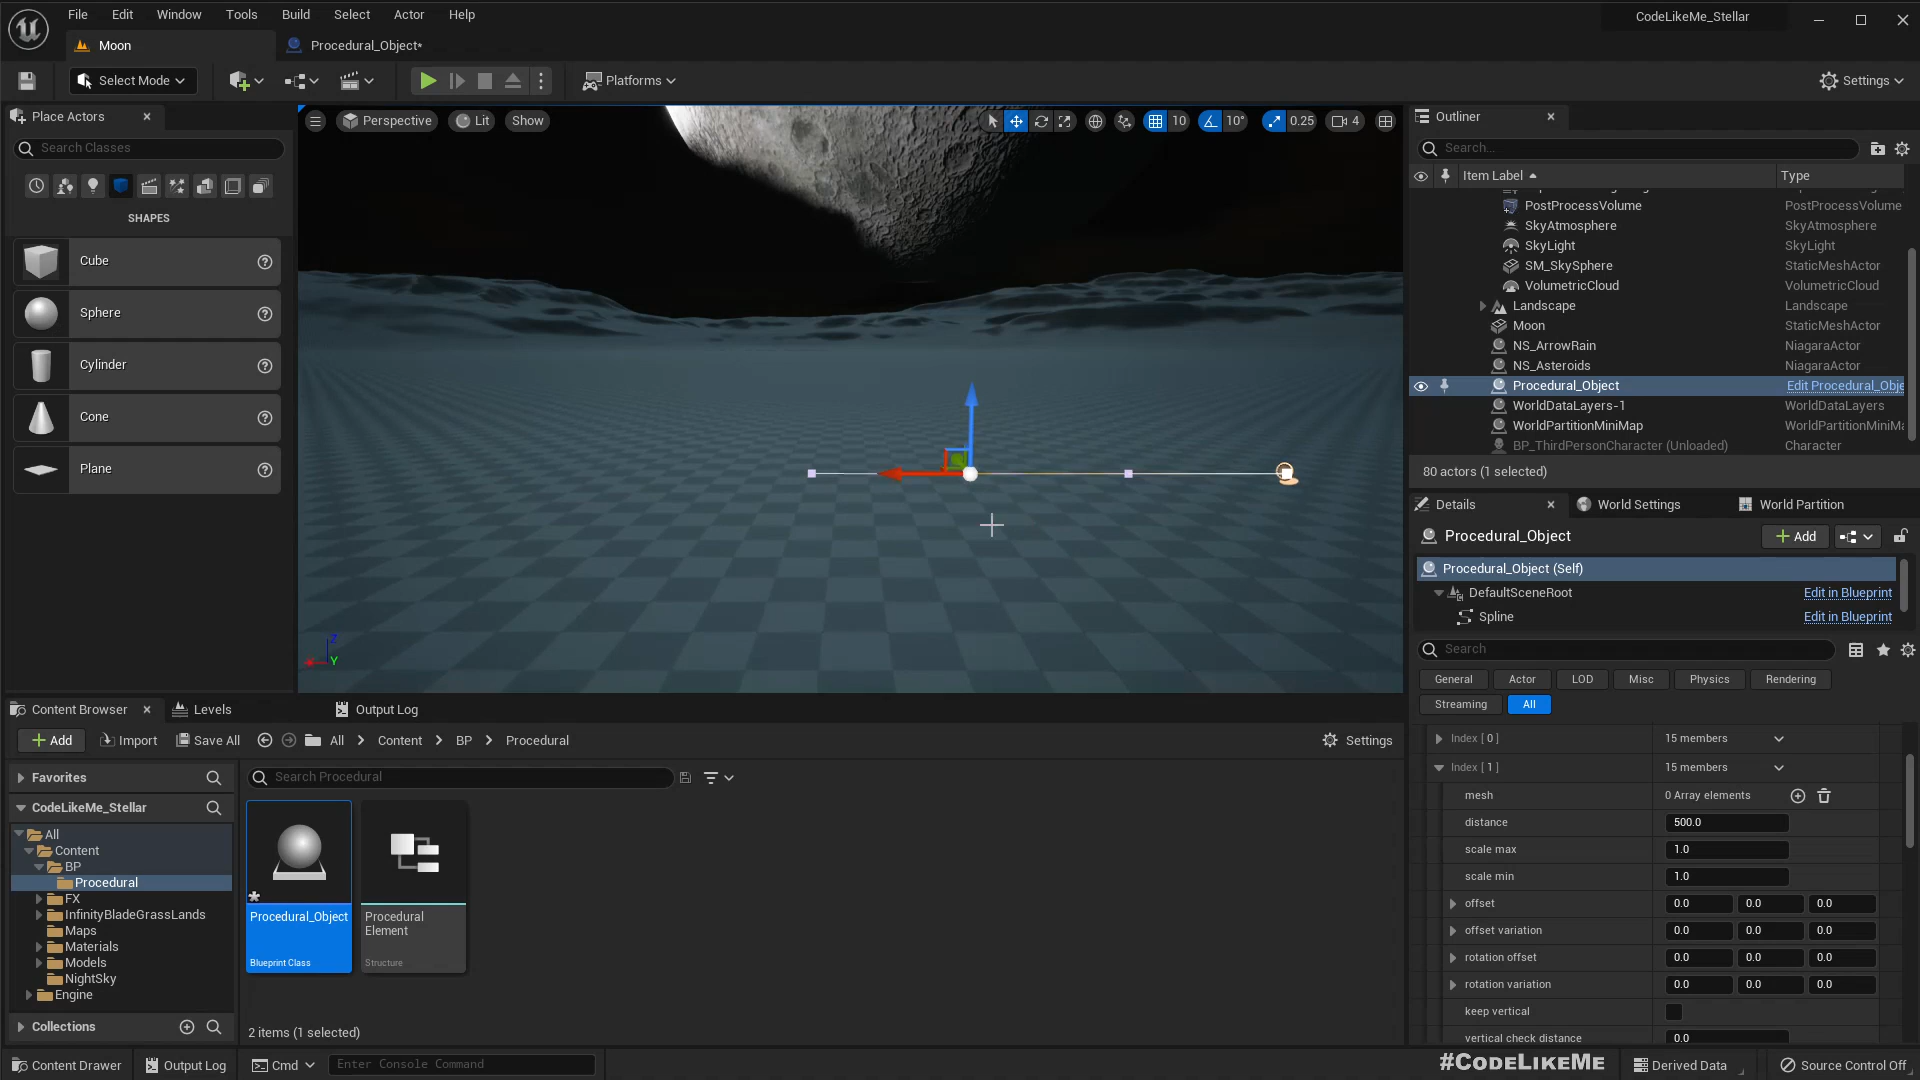 File Edit Window Tools Build Select Actor Help
CodeLikeMe_Stellar
Moon
Procedural_Object*
Select Mode
Platforms
Settings
Place Actors
Search Classes
SHAPES
Cube
Sphere
Cylinder
Cone
Plane
Perspective
Lit
Show
10
10°
0.25
4
Z
Y
Outliner
Search...
Item Label
Type
PostProcessVolume PostProcessVolume
SkyAtmosphere SkyAtmosphere
SkyLight SkyLight
SM_SkySphere StaticMeshActor
VolumetricCloud VolumetricCloud
Landscape Landscape
Moon StaticMeshActor
NS_ArrowRain NiagaraActor
NS_Asteroids NiagaraActor
Procedural_Object Edit Procedural_Obje
WorldDataLayers-1 WorldDataLayers
WorldPartitionMiniMap WorldPartitionMiniMa
BP_ThirdPersonCharacter (Unloaded) Character
80 actors (1 selected)
Details
World Settings
World Partition
Procedural_Object
Add
Procedural_Object (Self)
DefaultSceneRoot Edit in Blueprint
Spline Edit in Blueprint
Search
General Actor LOD Misc Physics Rendering
Streaming All
Index [ 0 ] 15 members
Index [ 1 ] 15 members
mesh 0 Array elements
distance 500.0
scale max 1.0
scale min 1.0
offset 0.0 0.0 0.0
offset variation 0.0 0.0 0.0
rotation offset 0.0 0.0 0.0
rotation variation 0.0 0.0 0.0
keep vertical
vertical check distance 0.0
Content Browser
Levels
Output Log
Add
Import
Save All
All
Content
BP
Procedural
Settings
Favorites
CodeLikeMe_Stellar
All
Content
BP
Procedural
FX
InfinityBladeGrassLands
Maps
Materials
Models
NightSky
Engine
Collections
Search Procedural
Procedural_Object
Blueprint Class
Procedural
Element
Structure
2 items (1 selected)
Content Drawer
Output Log
Cmd
Enter Console Command
#CodeLikeMe
Derived Data
Source Control Off